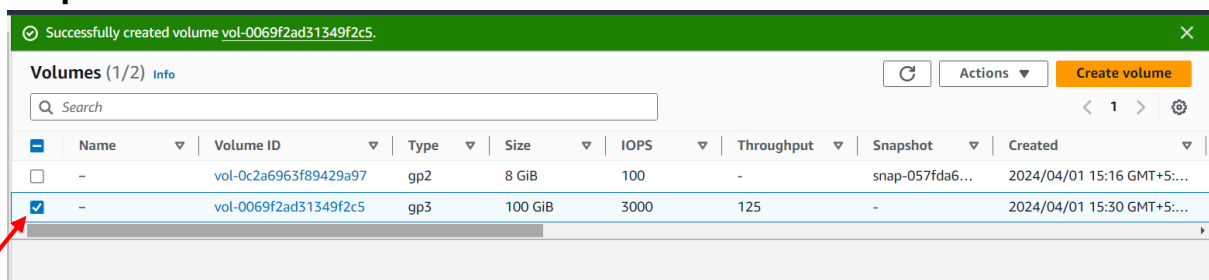 Successfully created volume vol-0069f2ad31349f2c5.
Volumes (1/2) Info Actions Create volume
Search 1
Name Volume ID Type Size IOPS Throughput Snapshot Created
– vol-0c2a6963f89429a97 gp2 8 GiB 100 - snap-057fda6... 2024/04/01 15:16 GMT+5:...
– vol-0069f2ad31349f2c5 gp3 100 GiB 3000 125 - 2024/04/01 15:30 GMT+5:...